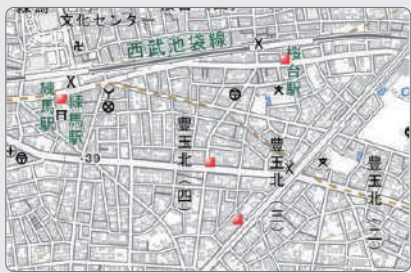 文化センター
西武池袋線
桜台駅
練馬駅
練馬駅
39
豊玉北(四)
豊玉北(三)
豊玉北(二)